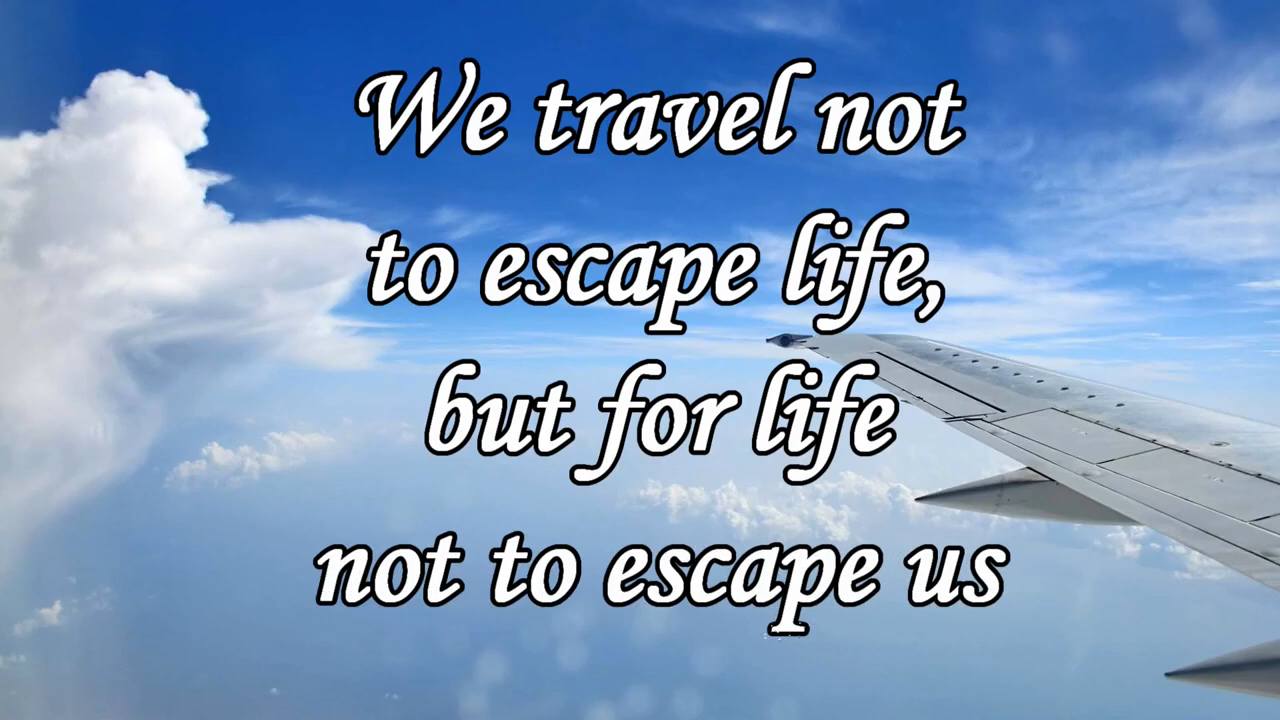 We travel not
to escape life,
but for life
not to escape us